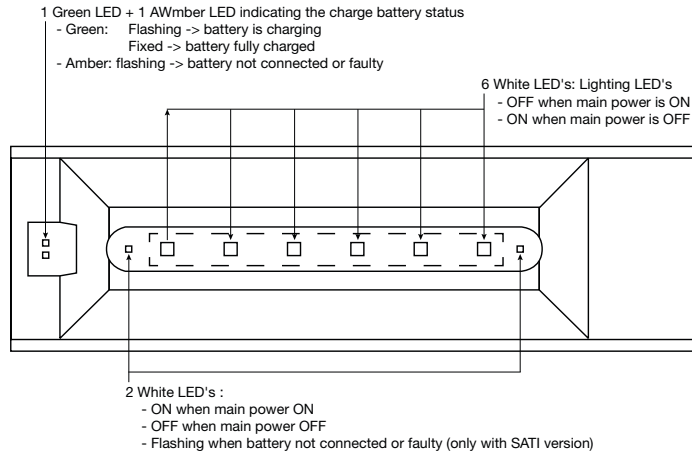 1 Green LED + 1 AWmber LED indicating the charge battery status
- Green: Flashing -> battery is charging
Fixed -> battery fully charged
- Amber: flashing -> battery not connected or faulty
6 White LED's: Lighting LED's
- OFF when main power is ON
- ON when main power is OFF
2 White LED's :
- ON when main power ON
- OFF when main power OFF
- Flashing when battery not connected or faulty (only with SATI version)